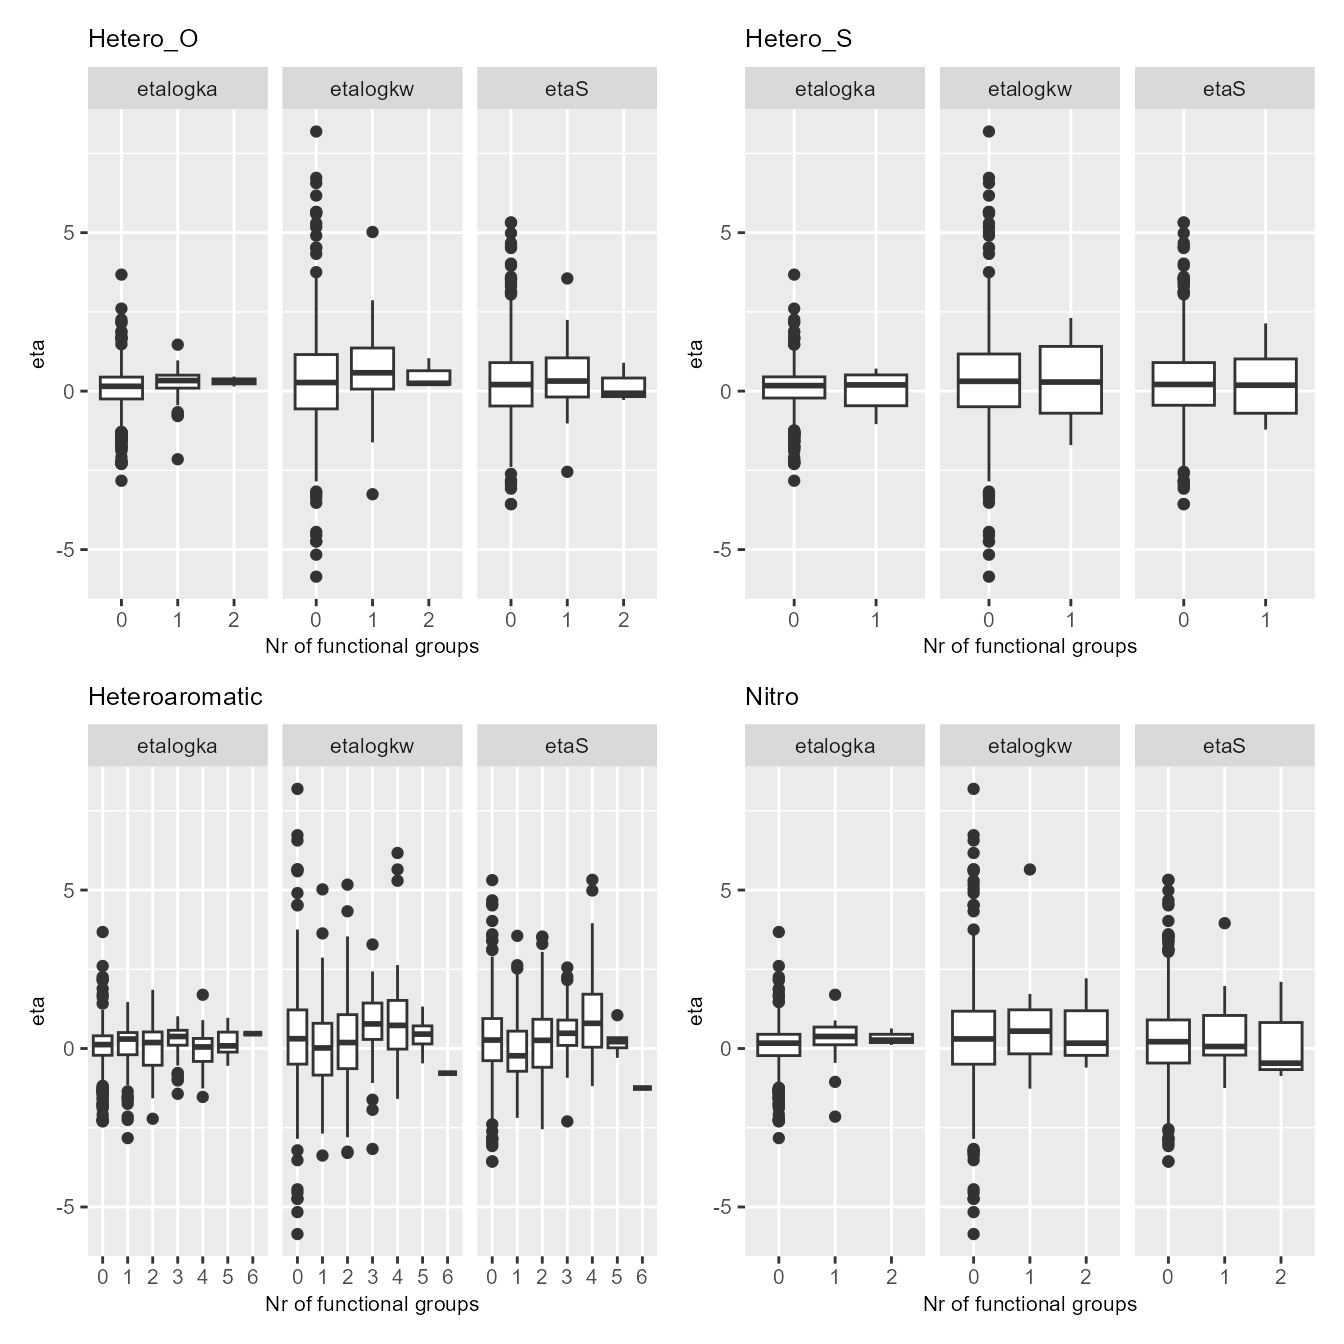 Hetero_O
etalogka etalogkw etaS
eta
5
0
-5
0 1 2 0 1 2 0 1 2
Nr of functional groups
Hetero_S
etalogka etalogkw etaS
eta
5
0
-5
0 1 0 1 0 1
Nr of functional groups
Heteroaromatic
etalogka etalogkw etaS
eta
5
0
-5
0 1 2 3 4 5 6 0 1 2 3 4 5 6 0 1 2 3 4 5 6
Nr of functional groups
Nitro
etalogka etalogkw etaS
eta
5
0
-5
0 1 2 0 1 2 0 1 2
Nr of functional groups